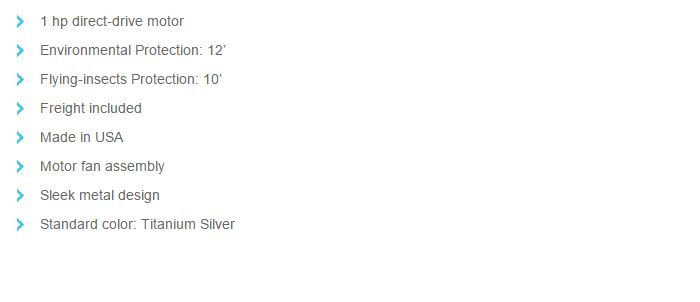 1 hp direct-drive motor
Environmental Protection: 12’
Flying-insects Protection: 10’
Freight included
Made in USA
Motor fan assembly
Sleek metal design
Standard color: Titanium Silver